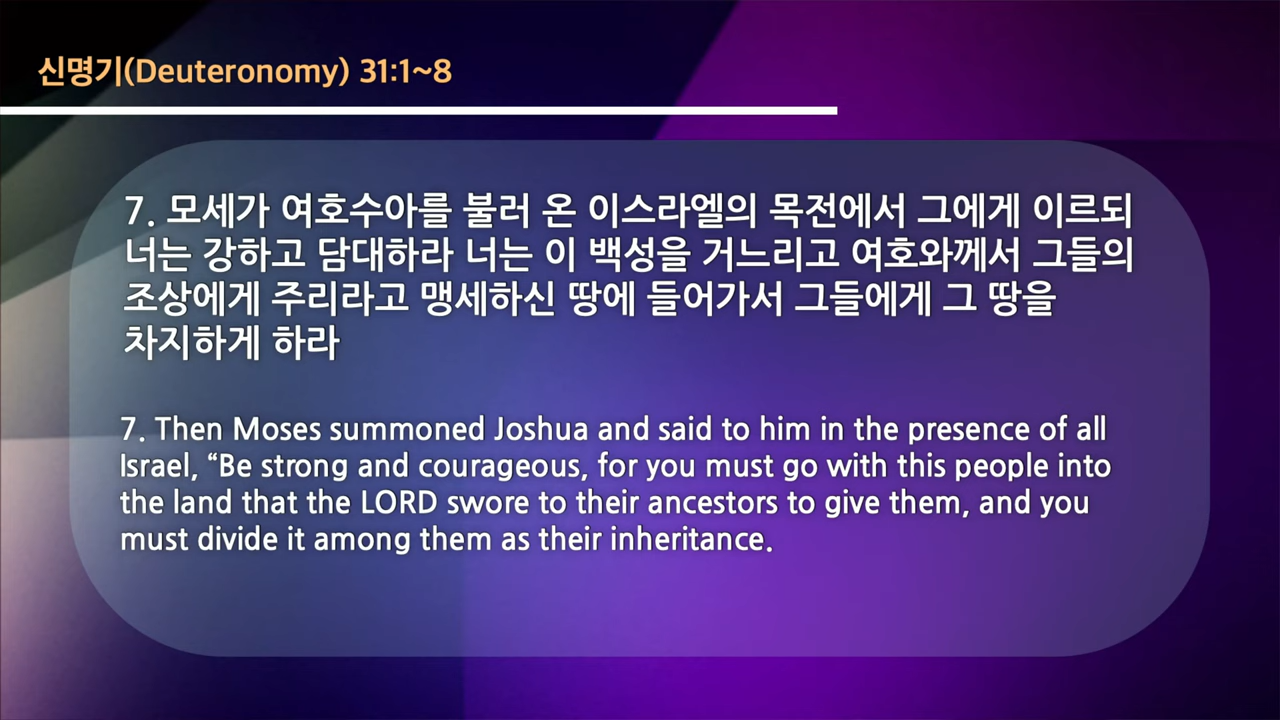 신명기(Deuteronomy) 31:1~8
7. 모세가 여호수아를 불러 온 이스라엘의 목전에서 그에게 이르되
너는 강하고 담대하라 너는 이 백성을 거느리고 여호와께서 그들의
조상에게 주리라고 맹세하신 땅에 들어가서 그들에게 그 땅을
차지하게 하라
7. Then Moses summoned Joshua and said to him in the presence of all
Israel, “Be strong and courageous, for you must go with this people into
the land that the LORD swore to their ancestors to give them, and you
must divide it among them as their inheritance.